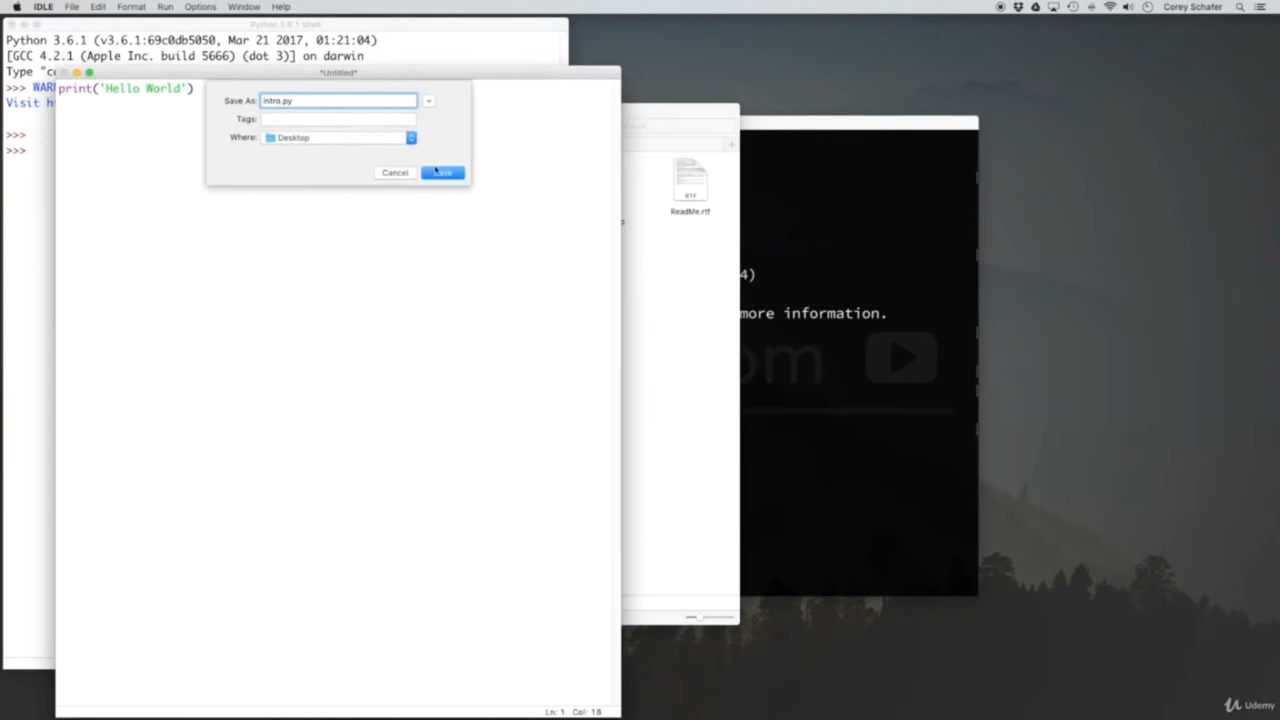 IDLE File Edit Format Run Options Window Help Corey Schafer
Python 3.6.1 Shell
Python 3.6.1 (v3.6.1:69c0db5050, Mar 21 2017, 01:21:04)
[GCC 4.2.1 (Apple Inc. build 5666) (dot 3)] on darwin
Type "c
*Untitled*
>>> WAR
print('Hello World')
Visit h
>>>
>>>
Save As: intro.py
Tags:
Where: Desktop
Cancel Save
RTF
ReadMe.rtf
4)
more information.
om
Ln: 1 Col: 18
Udemy